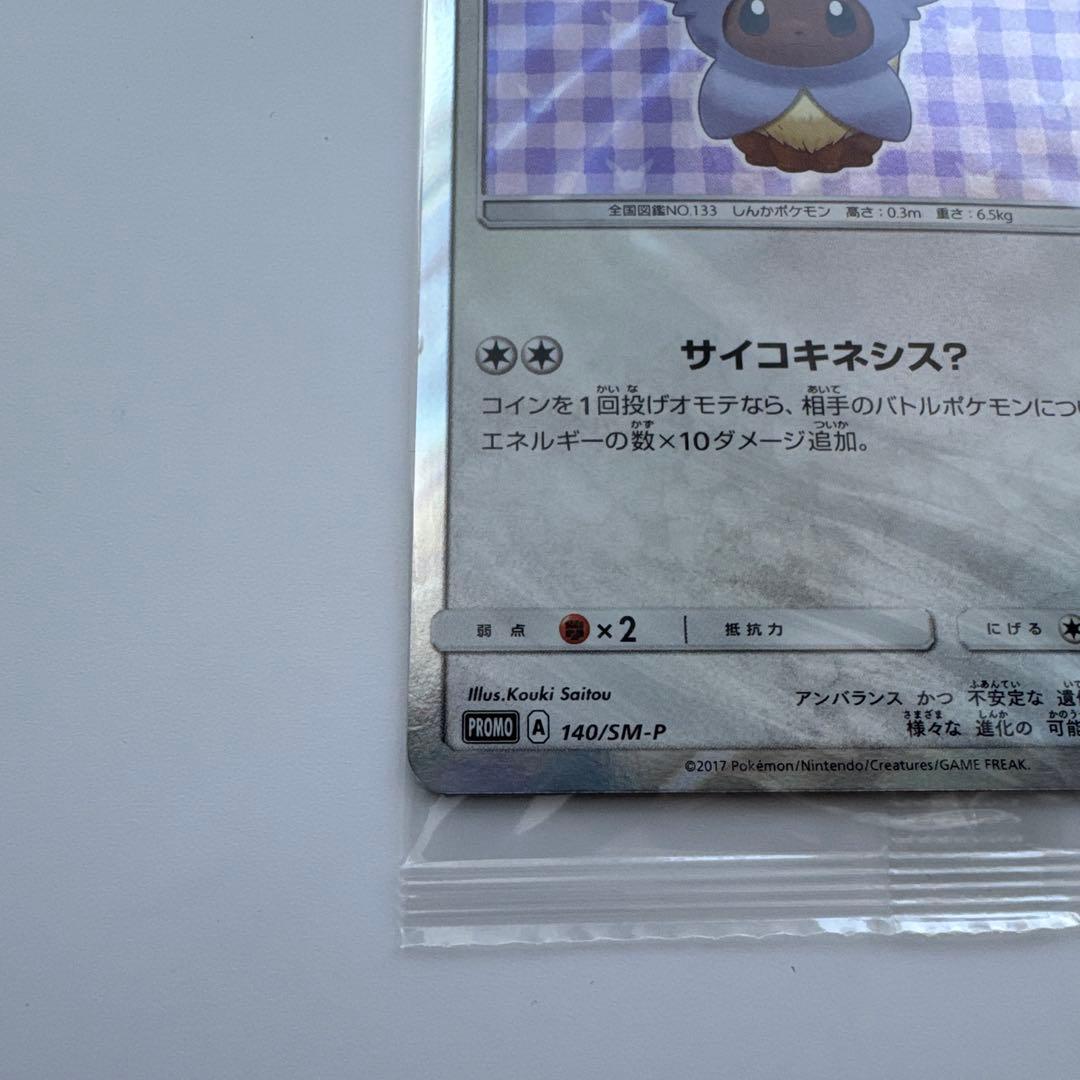 全国図鑑NO.133 しんかポケモン 高さ:0.3m 重さ:6.5kg
サイコキネシス?
コインを1回投げオモテなら、相手のバトルポケモンについ
エネルギーの数×10ダメージ追加。
弱点 ×2 抵抗力 にげる
Illus.Kouki Saitou
アンバランス かつ 不安定な 遺
PROMO A 140/SM-P
様々な 進化の 可能
©2017 Pokémon/Nintendo/Creatures/GAME FREAK.